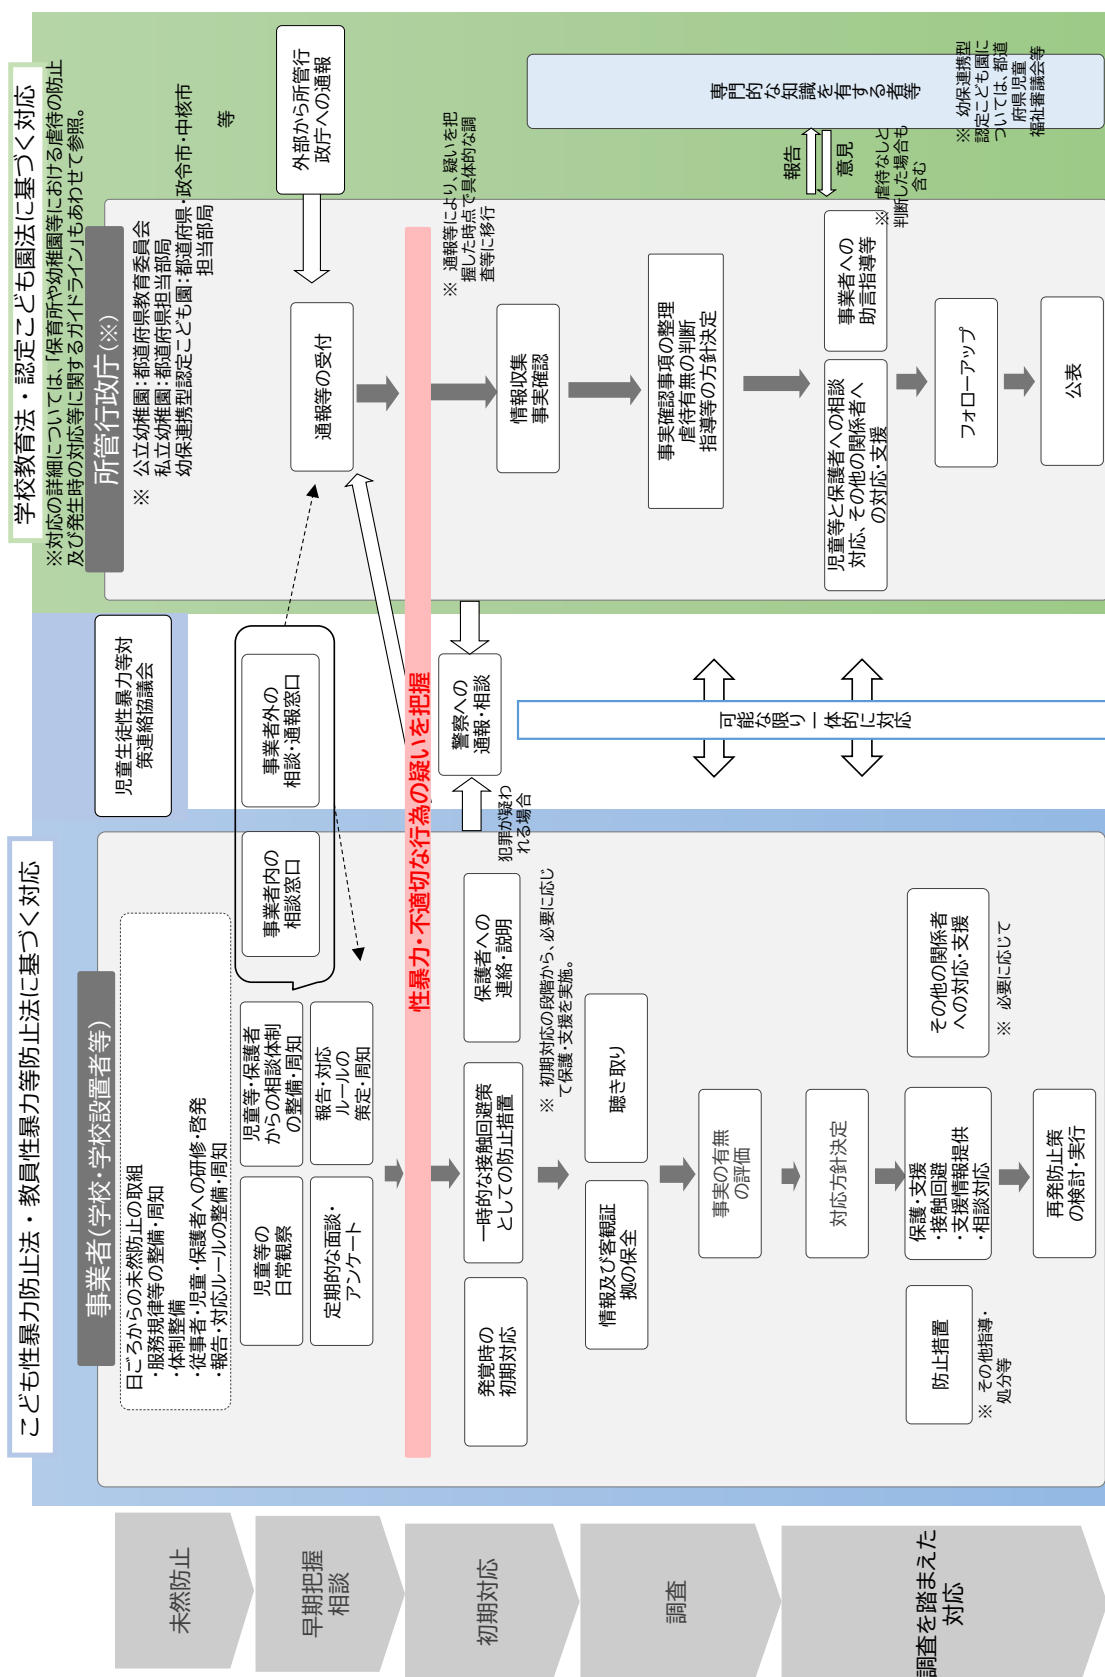 こども性暴力防止法・教員性暴力等防止法に基づく対応
学校教育法・認定こども園法に基づく対応
※対応の詳細については、「保育所や幼稚園等における虐待の防止
及び発生時の対応等に関するガイドライン」もあわせて参照。
事業者(学校・学校設置者等)
児童生徒性暴力等対
策連絡協議会
所管行政庁(※)
※ 公立幼稚園:都道府県教育委員会
私立幼稚園:都道府県担当部局
幼保連携型認定こども園:都道府県・政令市・中核市
担当部局
等
未然防止
日ごろからの未然防止の取組
・服務規律等の整備・周知
・体制整備
・従事者・児童・保護者への研修・啓発
・報告・対応ルールの整備・周知
早期把握
相談
児童等の
日常観察
児童等・保護者
からの相談体制
の整備・周知
定期的な面談・
アンケート
報告・対応
ルールの
策定・周知
事業者内の
相談窓口
事業者外の
相談・通報窓口
通報等の受付
外部から所管行
政庁への通報
性暴力・不適切な行為の疑いを把握
初期対応
発覚時の
初期対応
一時的な接触回避策
としての防止措置
保護者への
連絡・説明
※ 初期対応の段階から、必要に応じ
て保護・支援を実施。
犯罪が疑わ
れる場合
警察への
通報・相談
※ 通報等により、疑いを把
握した時点で具体的な調
査等に移行
情報収集
事実確認
調査
情報及び客観証
拠の保全
聴き取り
事実の有無
の評価
可能な限り一体的に対応
事実確認事項の整理
虐待有無の判断
指導等の方針決定
専門的な知識を有する者等
※ 幼保連携型
認定こども園に
ついては、都道
府県児童
福祉審議会等
報告
意見
※ 虐待なしと
判断した場合も
含む
調査を踏まえた
対応
対応方針決定
防止措置
※ その他指導・
処分等
保護・支援
・接触回避
・支援情報提供
・相談対応
その他の関係者
への対応・支援
※ 必要に応じて
再発防止策
の検討・実行
児童等と保護者への相談
対応、その他の関係者へ
の対応・支援
事業者への
助言指導等
フォローアップ
公表